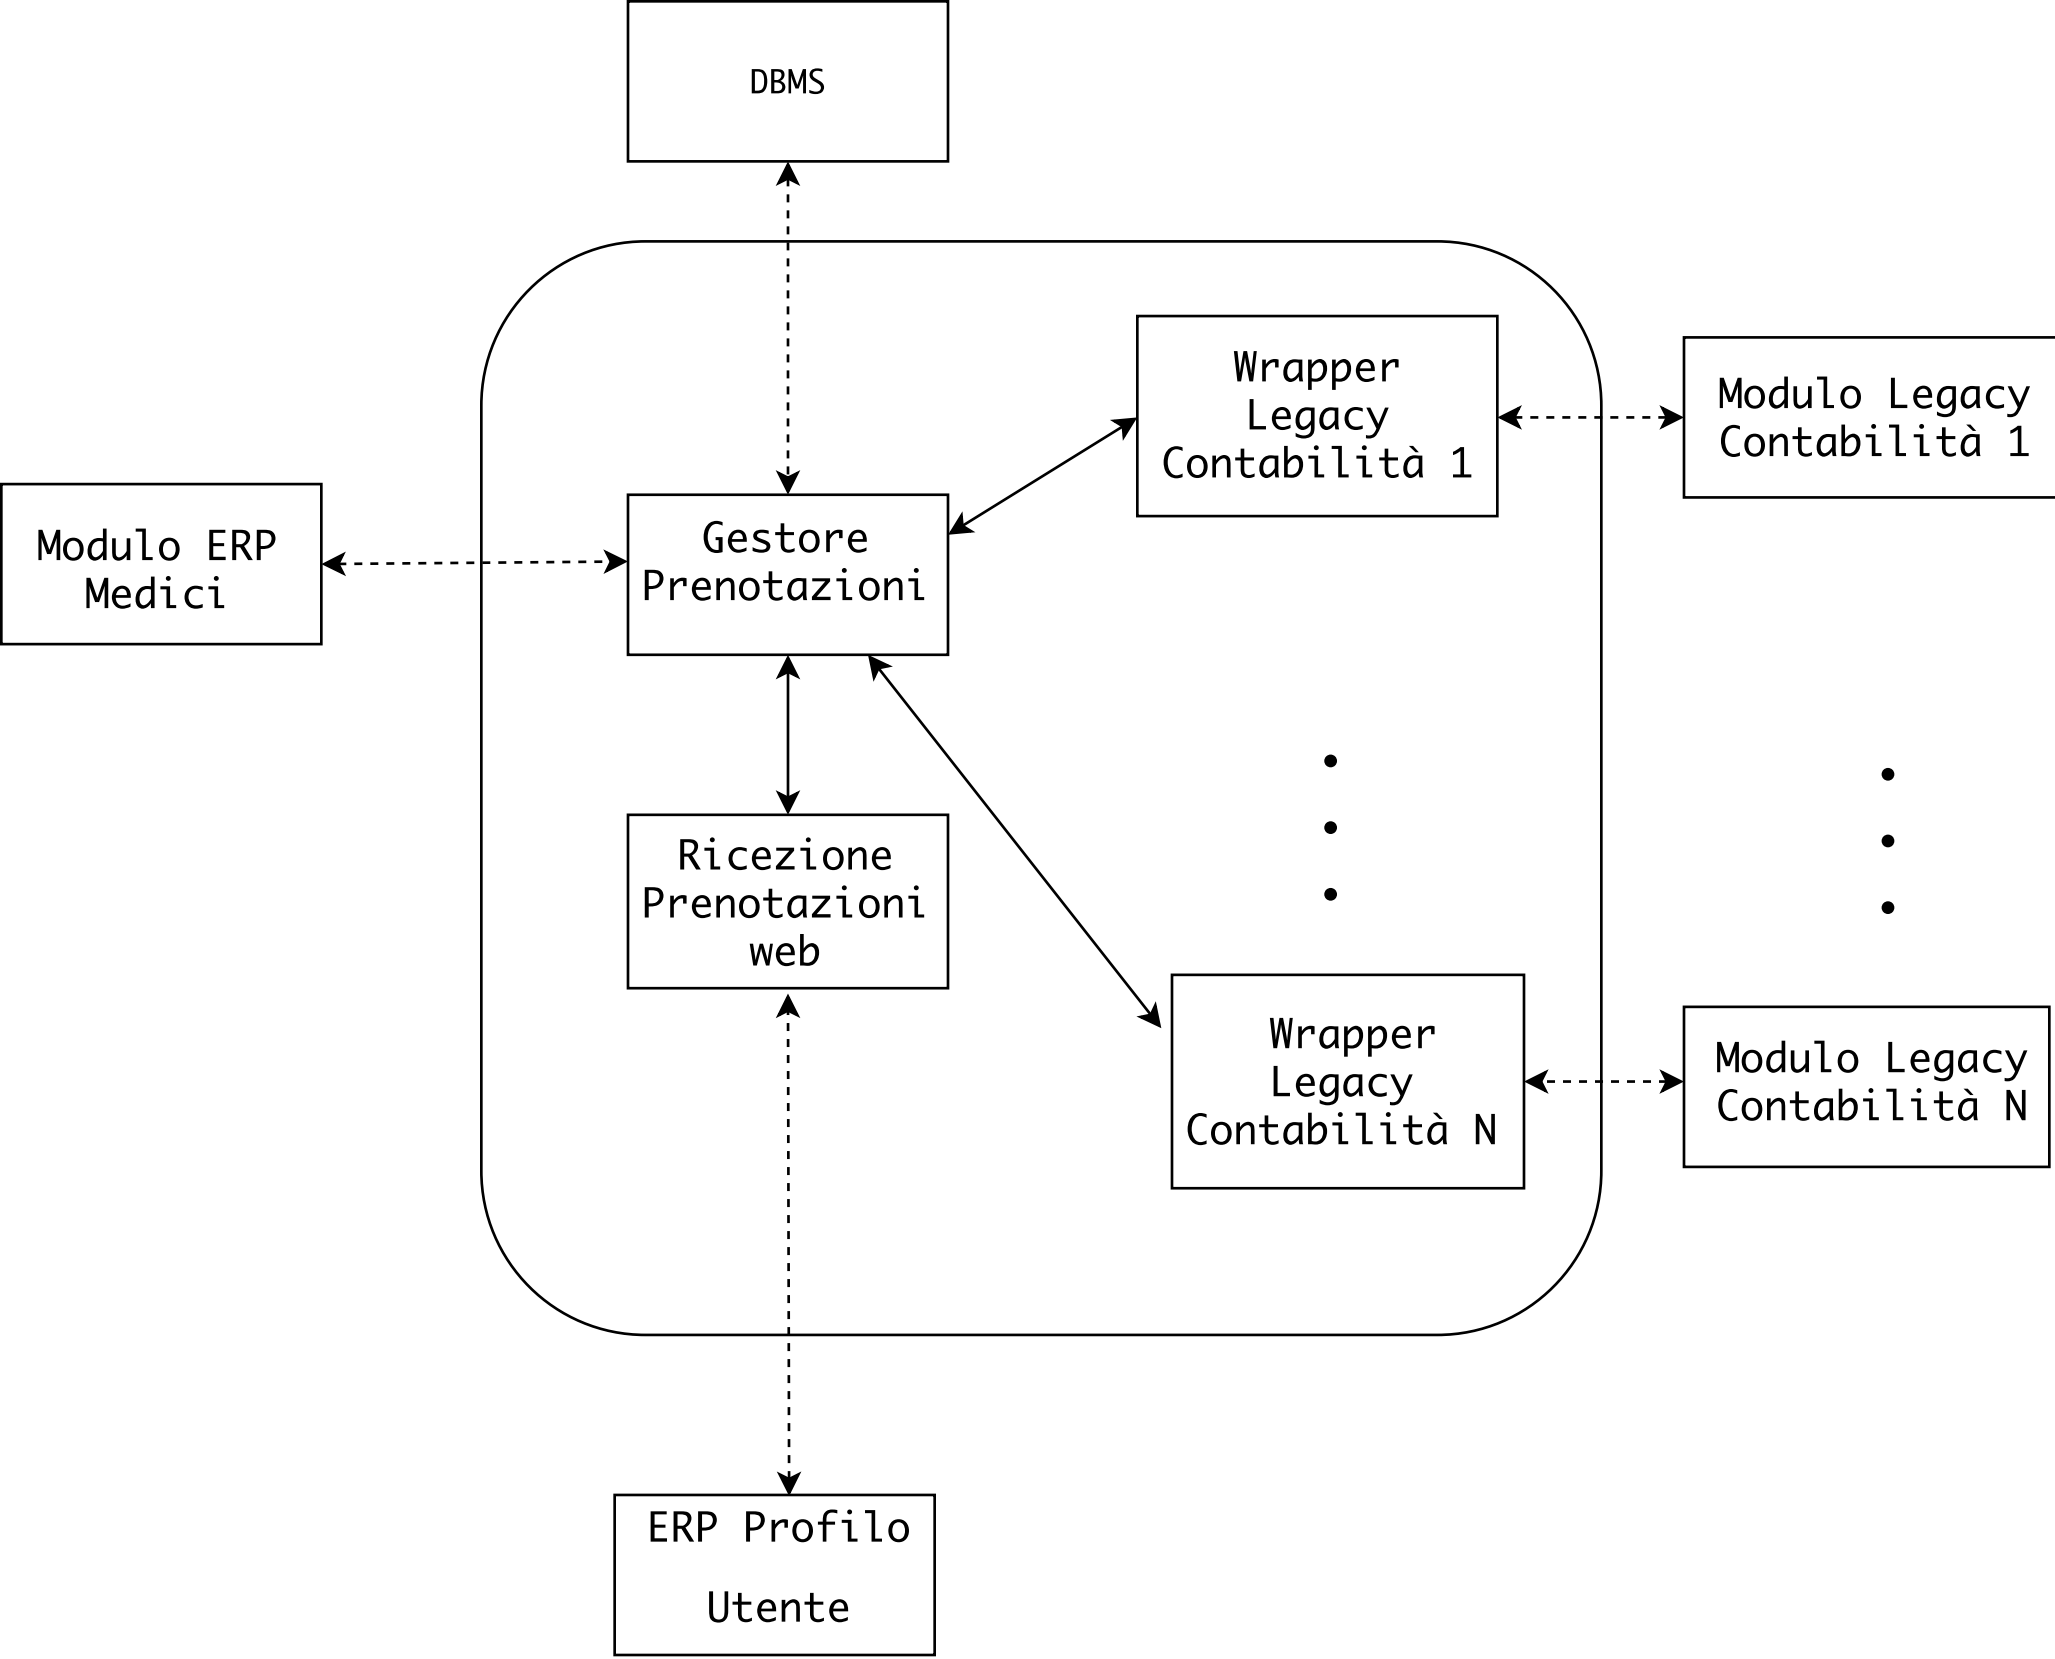 DBMS
Wrapper
Legacy
Contabilità 1
Modulo Legacy
Contabilità 1
Modulo ERP
Medici
Gestore
Prenotazioni
Ricezione
Prenotazioni
web
Wrapper
Legacy
Contabilità N
Modulo Legacy
Contabilità N
ERP Profilo
Utente